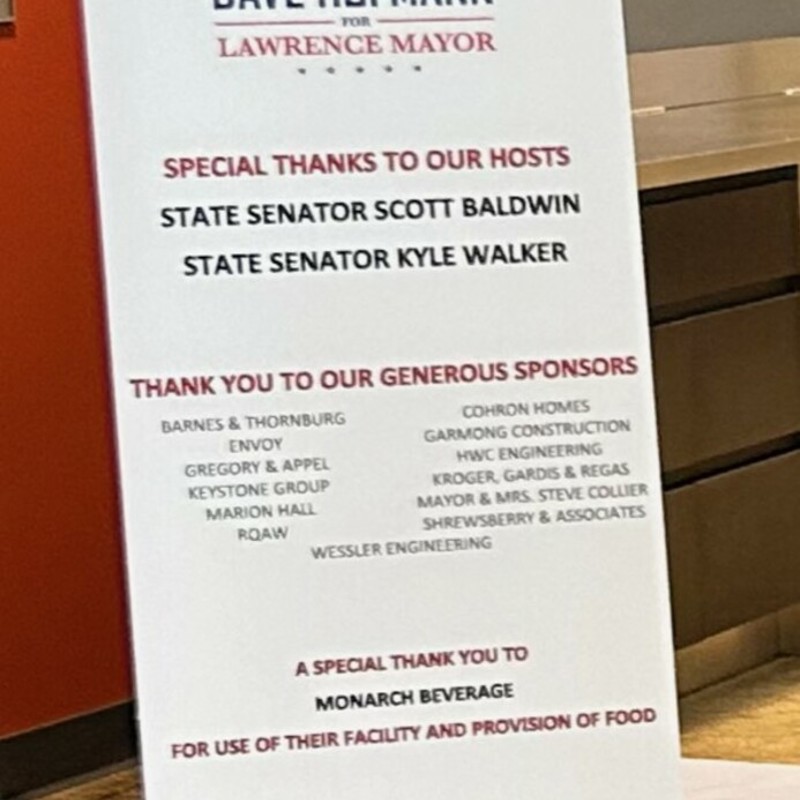 FOR
LAWRENCE MAYOR
SPECIAL THANKS TO OUR HOSTS
STATE SENATOR SCOTT BALDWIN
STATE SENATOR KYLE WALKER
THANK YOU TO OUR GENEROUS SPONSORS
BARNES & THORNBURG
ENVOY
GREGORY & APPEL
KEYSTONE GROUP
MARION HALL
RQAW
COHRON HOMES
GARMONG CONSTRUCTION
HWC ENGINEERING
KROGER, GARDIS & REGAS
MAYOR & MRS. STEVE COLLIER
SHREWSBERRY & ASSOCIATES
WESSLER ENGINEERING
A SPECIAL THANK YOU TO
MONARCH BEVERAGE
FOR USE OF THEIR FACILITY AND PROVISION OF FOOD